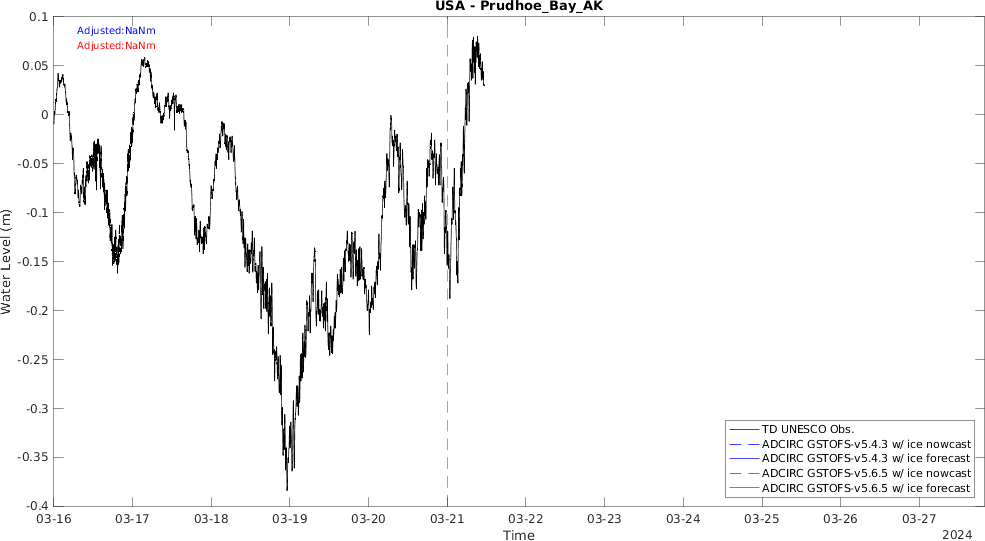 USA - Prudhoe_Bay_AK
Adjusted:NaNm
Adjusted:NaNm
0.1
0.05
0
-0.05
-0.1
-0.15
-0.2
-0.25
-0.3
-0.35
-0.4
Water Level (m)
TD UNESCO Obs.
ADCIRC GSTOFS-v5.4.3 w/ ice nowcast
ADCIRC GSTOFS-v5.4.3 w/ ice forecast
ADCIRC GSTOFS-v5.6.5 w/ ice nowcast
ADCIRC GSTOFS-v5.6.5 w/ ice forecast
03-16 03-17 03-18 03-19 03-20 03-21 03-22 03-23 03-24 03-25 03-26 03-27
Time
2024